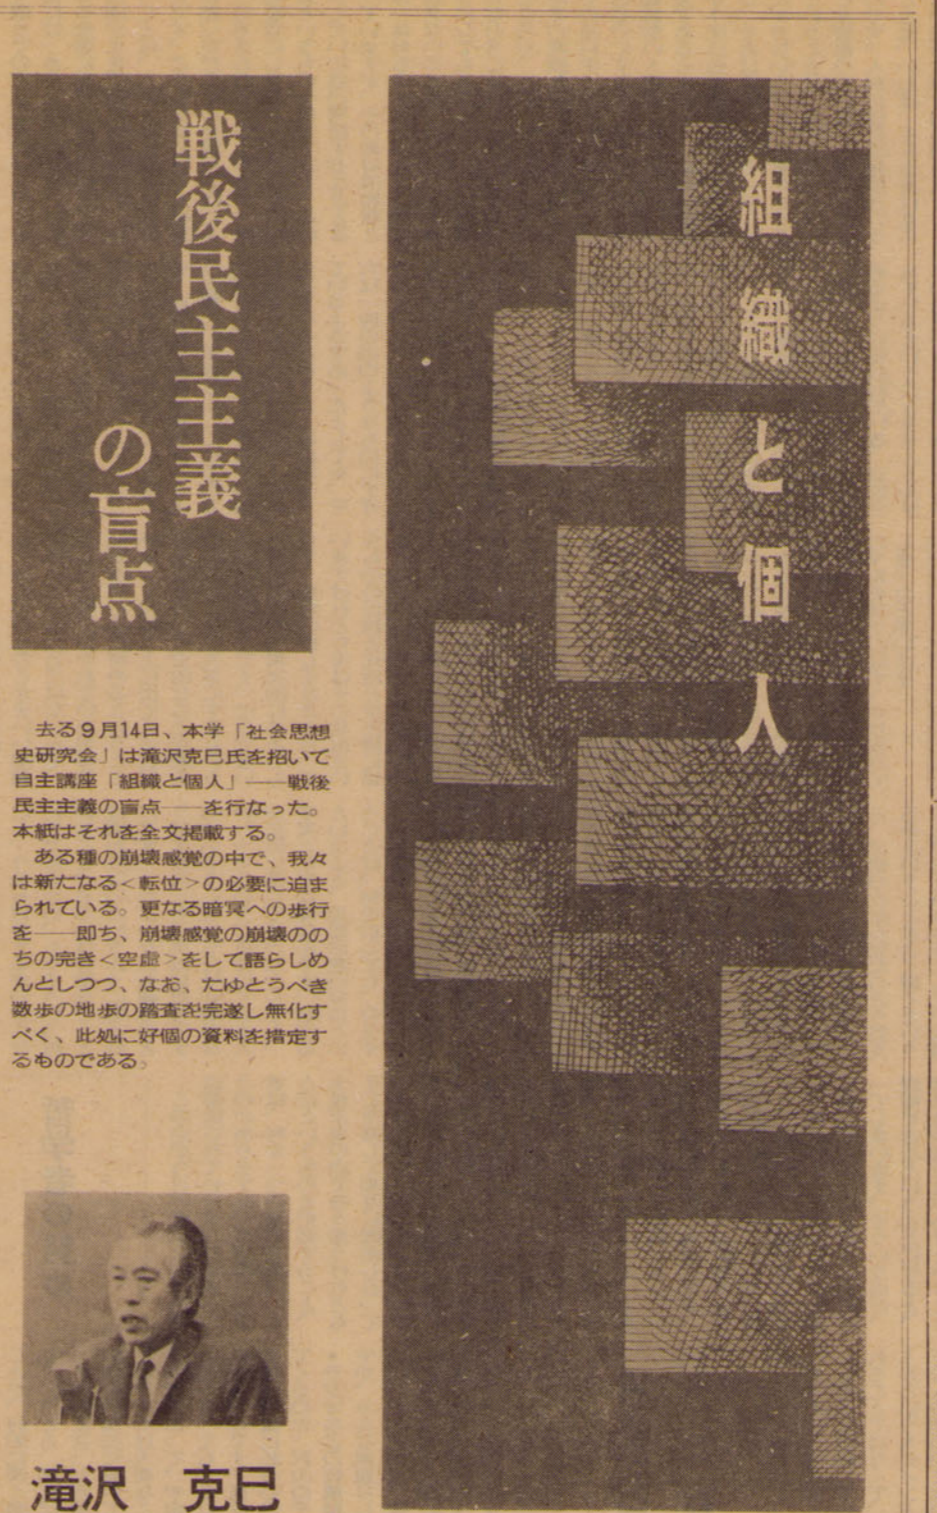 組織と個人
戦後民主主義
の盲点
去る9月14日、本学「社会思想
史研究会」は滝沢克巳氏を招いて
自主講座「組織と個人」──戦後
民主主義の盲点──を行なった。
本紙はそれを全文掲載する。
ある種の崩壊感覚の中で、我々
は新たなる<転位>の必要に迫ま
られている。更なる暗冥への歩行
を──即ち、崩壊感覚の崩壊のの
ちの完き<空虚>をして語らしめ
んとしつつ、なお、たゆとうべき
数歩の地歩の踏査を完遂し無化す
べく、此処に好個の資料を措定す
るものである。
滝沢 克巳